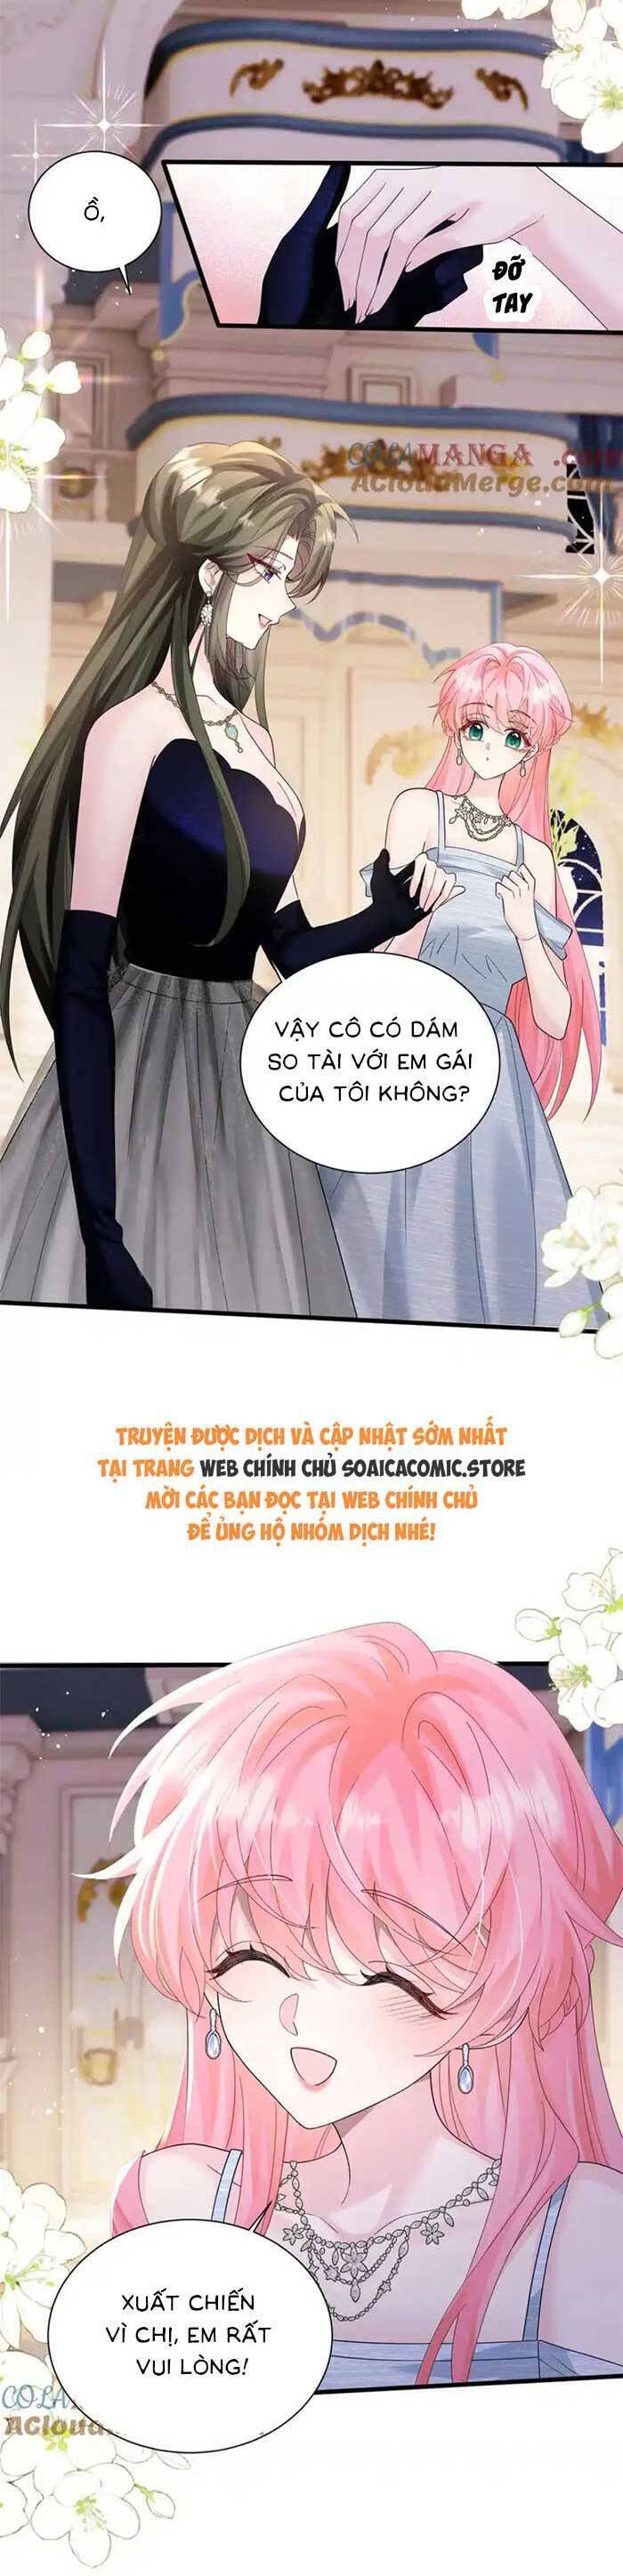 Ồ,
ĐỠ
TAY
COLAMANGA.com
AcloudMerge.com
VẬY CÔ CÓ DÁM
SO TÀI VỚI EM GÁI
CỦA TÔI KHÔNG?
TRUYỆN ĐƯỢC DỊCH VÀ CẬP NHẬT SỚM NHẤT
TẠI TRANG WEB CHÍNH CHỦ SOAICACOMIC.STORE
MỜI CÁC BẠN ĐỌC TẠI WEB CHÍNH CHỦ
ĐỂ ỦNG HỘ NHÓM DỊCH NHÉ!
XUẤT CHIẾN
VÌ CHỊ, EM RẤT
VUI LÒNG!
COLA
Acloud